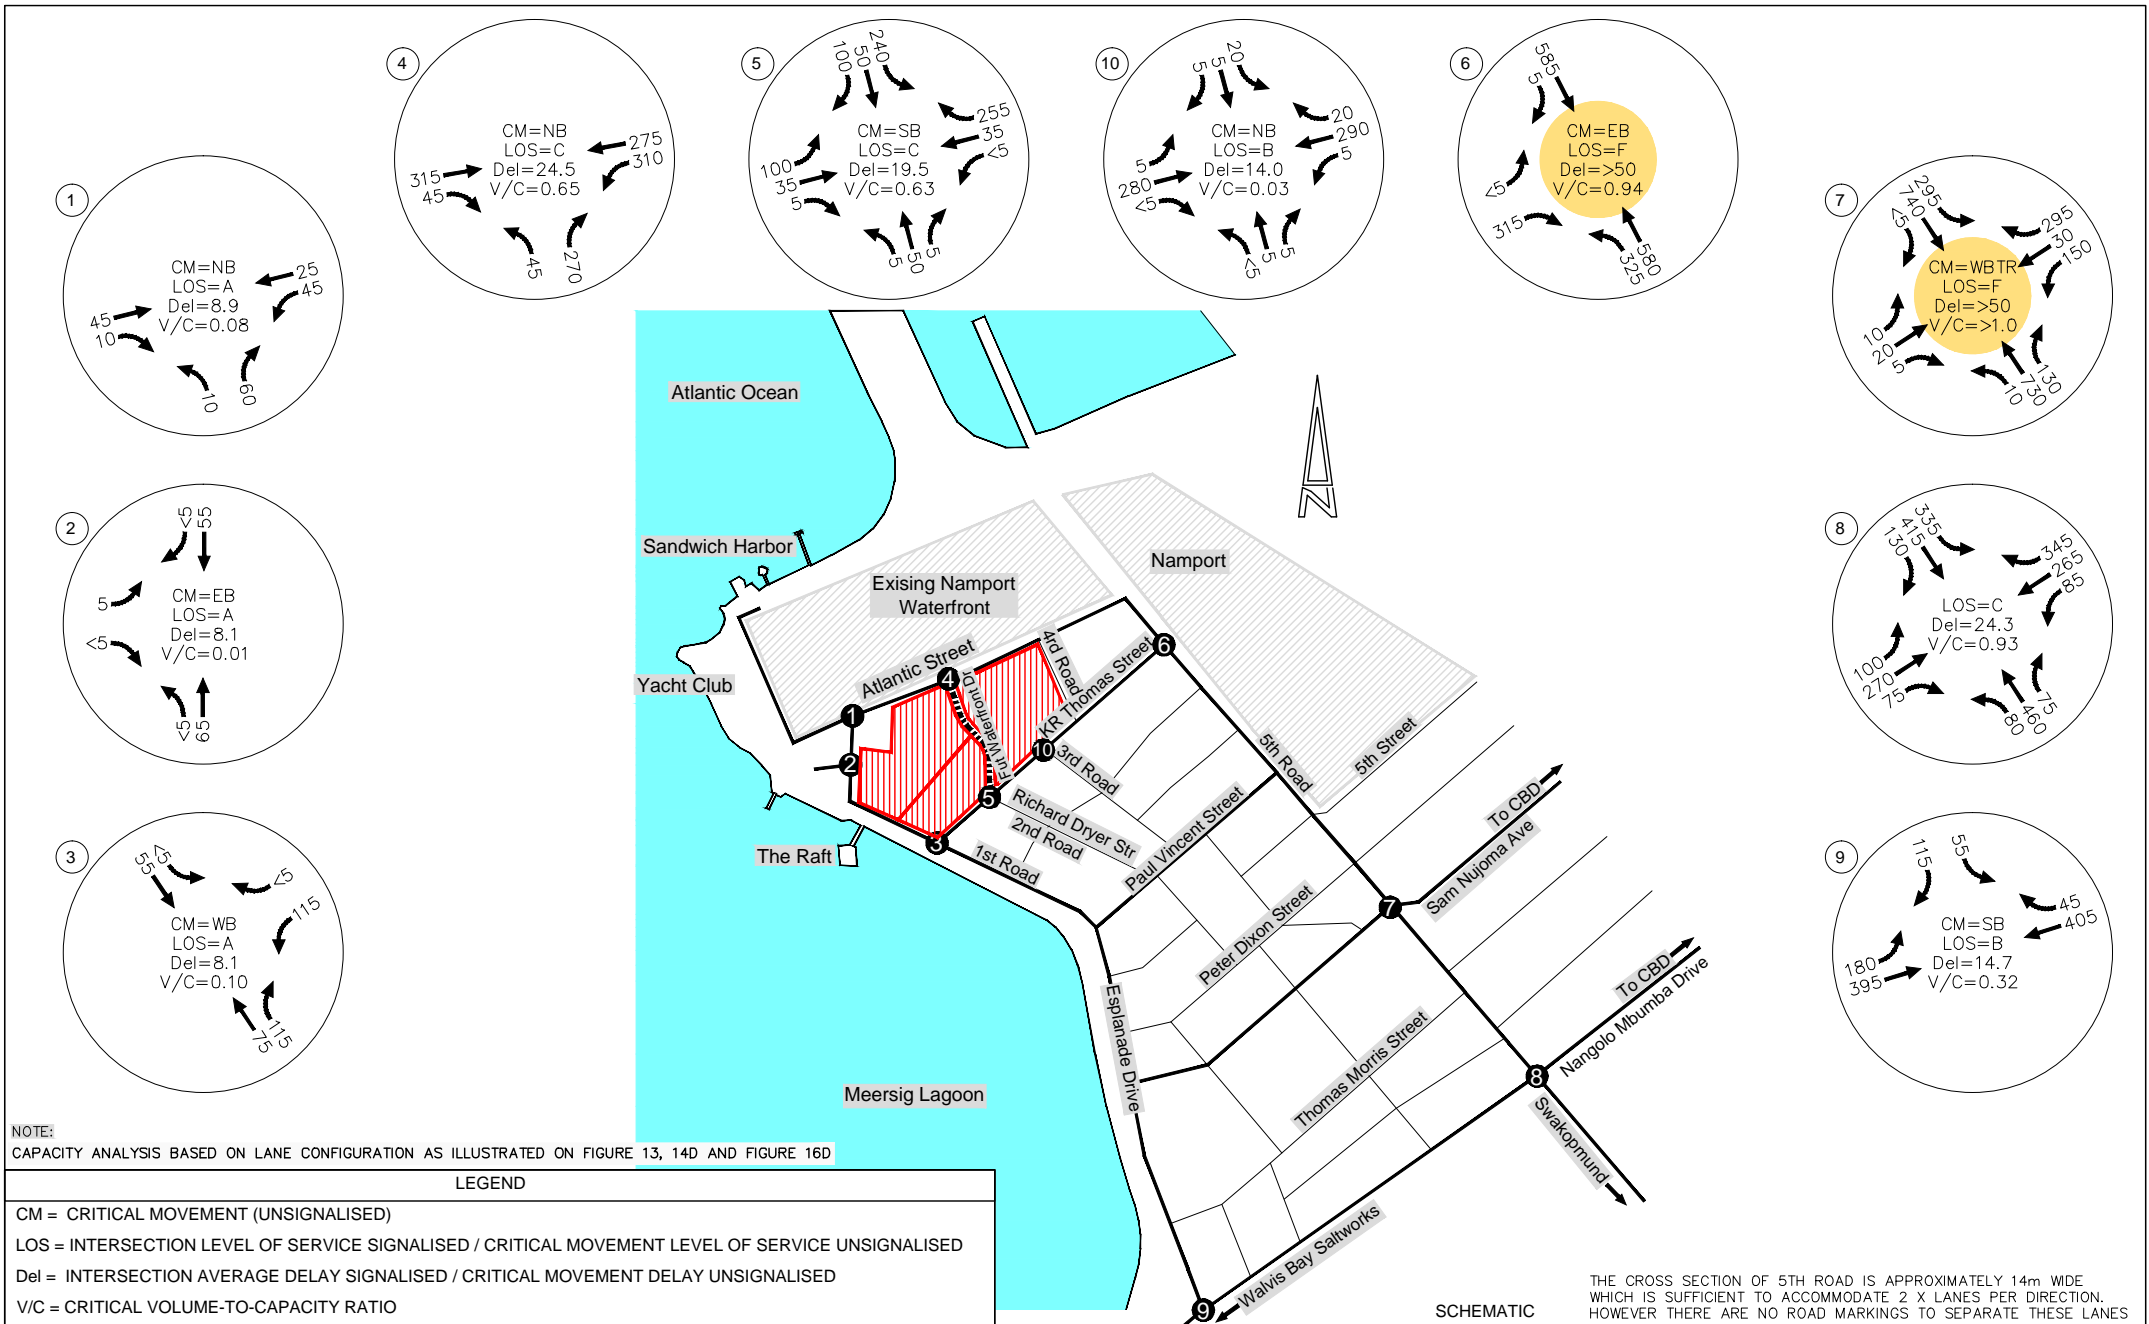 4
315
45
CM=NB
LOS=C
Del=24.5
V/C=0.65
275
310
45
270
5
100
50
240
255
35
<5
100
35
5
CM=SB
LOS=C
Del=19.5
V/C=0.63
5
50
5
10
5
5
20
20
290
5
5
280
<5
CM=NB
LOS=B
Del=14.0
V/C=0.03
<5
5
5
6
585
5
<5
315
CM=EB
LOS=F
Del=>50
V/C=0.94
325
580
1
45
10
CM=NB
LOS=A
Del=8.9
V/C=0.08
25
45
10
60
7
<5
740
295
295
30
150
10
20
5
CM=WBTR
LOS=F
Del=>50
V/C=>1.0
10
730
130
2
<5
55
5
<5
CM=EB
LOS=A
Del=8.1
V/C=0.01
<5
65
8
130
415
335
345
265
85
100
270
75
LOS=C
Del=24.3
V/C=0.93
80
460
75
3
55
<5
<5
115
CM=WB
LOS=A
Del=8.1
V/C=0.10
75
115
9
115
55
45
405
180
395
CM=SB
LOS=B
Del=14.7
V/C=0.32
Atlantic Ocean
N
Sandwich Harbor
Exising Namport
Waterfront
Namport
Yacht Club
Atlantic Street
4rd Road
KR Thomas Street
Fut Waterfront Dr
3rd Road
5th Road
5th Street
Richard Dryer Str
2nd Road
1st Road
Paul Vincent Street
The Raft
To CBD
Sam Nujoma Ave
Peter Dixon Street
Esplanade Drive
To CBD
Nangolo Mbumba Drive
Thomas Morris Street
Swakopmund
Meersig Lagoon
Walvis Bay Saltworks
1
2
3
4
5
6
7
8
9
10
NOTE:
CAPACITY ANALYSIS BASED ON LANE CONFIGURATION AS ILLUSTRATED ON FIGURE 13, 14D AND FIGURE 16D
LEGEND
CM = CRITICAL MOVEMENT (UNSIGNALISED)
LOS = INTERSECTION LEVEL OF SERVICE SIGNALISED / CRITICAL MOVEMENT LEVEL OF SERVICE UNSIGNALISED
Del = INTERSECTION AVERAGE DELAY SIGNALISED / CRITICAL MOVEMENT DELAY UNSIGNALISED
V/C = CRITICAL VOLUME-TO-CAPACITY RATIO
SCHEMATIC
THE CROSS SECTION OF 5TH ROAD IS APPROXIMATELY 14m WIDE
WHICH IS SUFFICIENT TO ACCOMMODATE 2 X LANES PER DIRECTION.
HOWEVER THERE ARE NO ROAD MARKINGS TO SEPARATE THESE LANES